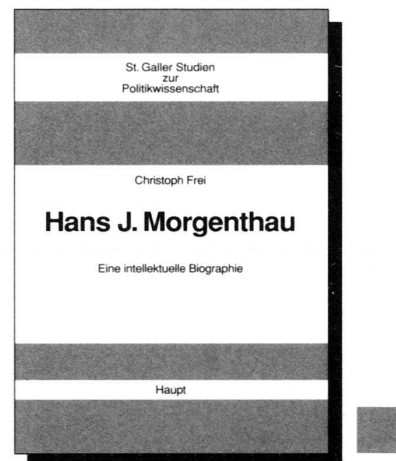 St. Galler Studien
zur
Politikwissenschaft
Christoph Frei
Hans J. Morgenthau
Eine intellektuelle Biographie
Haupt